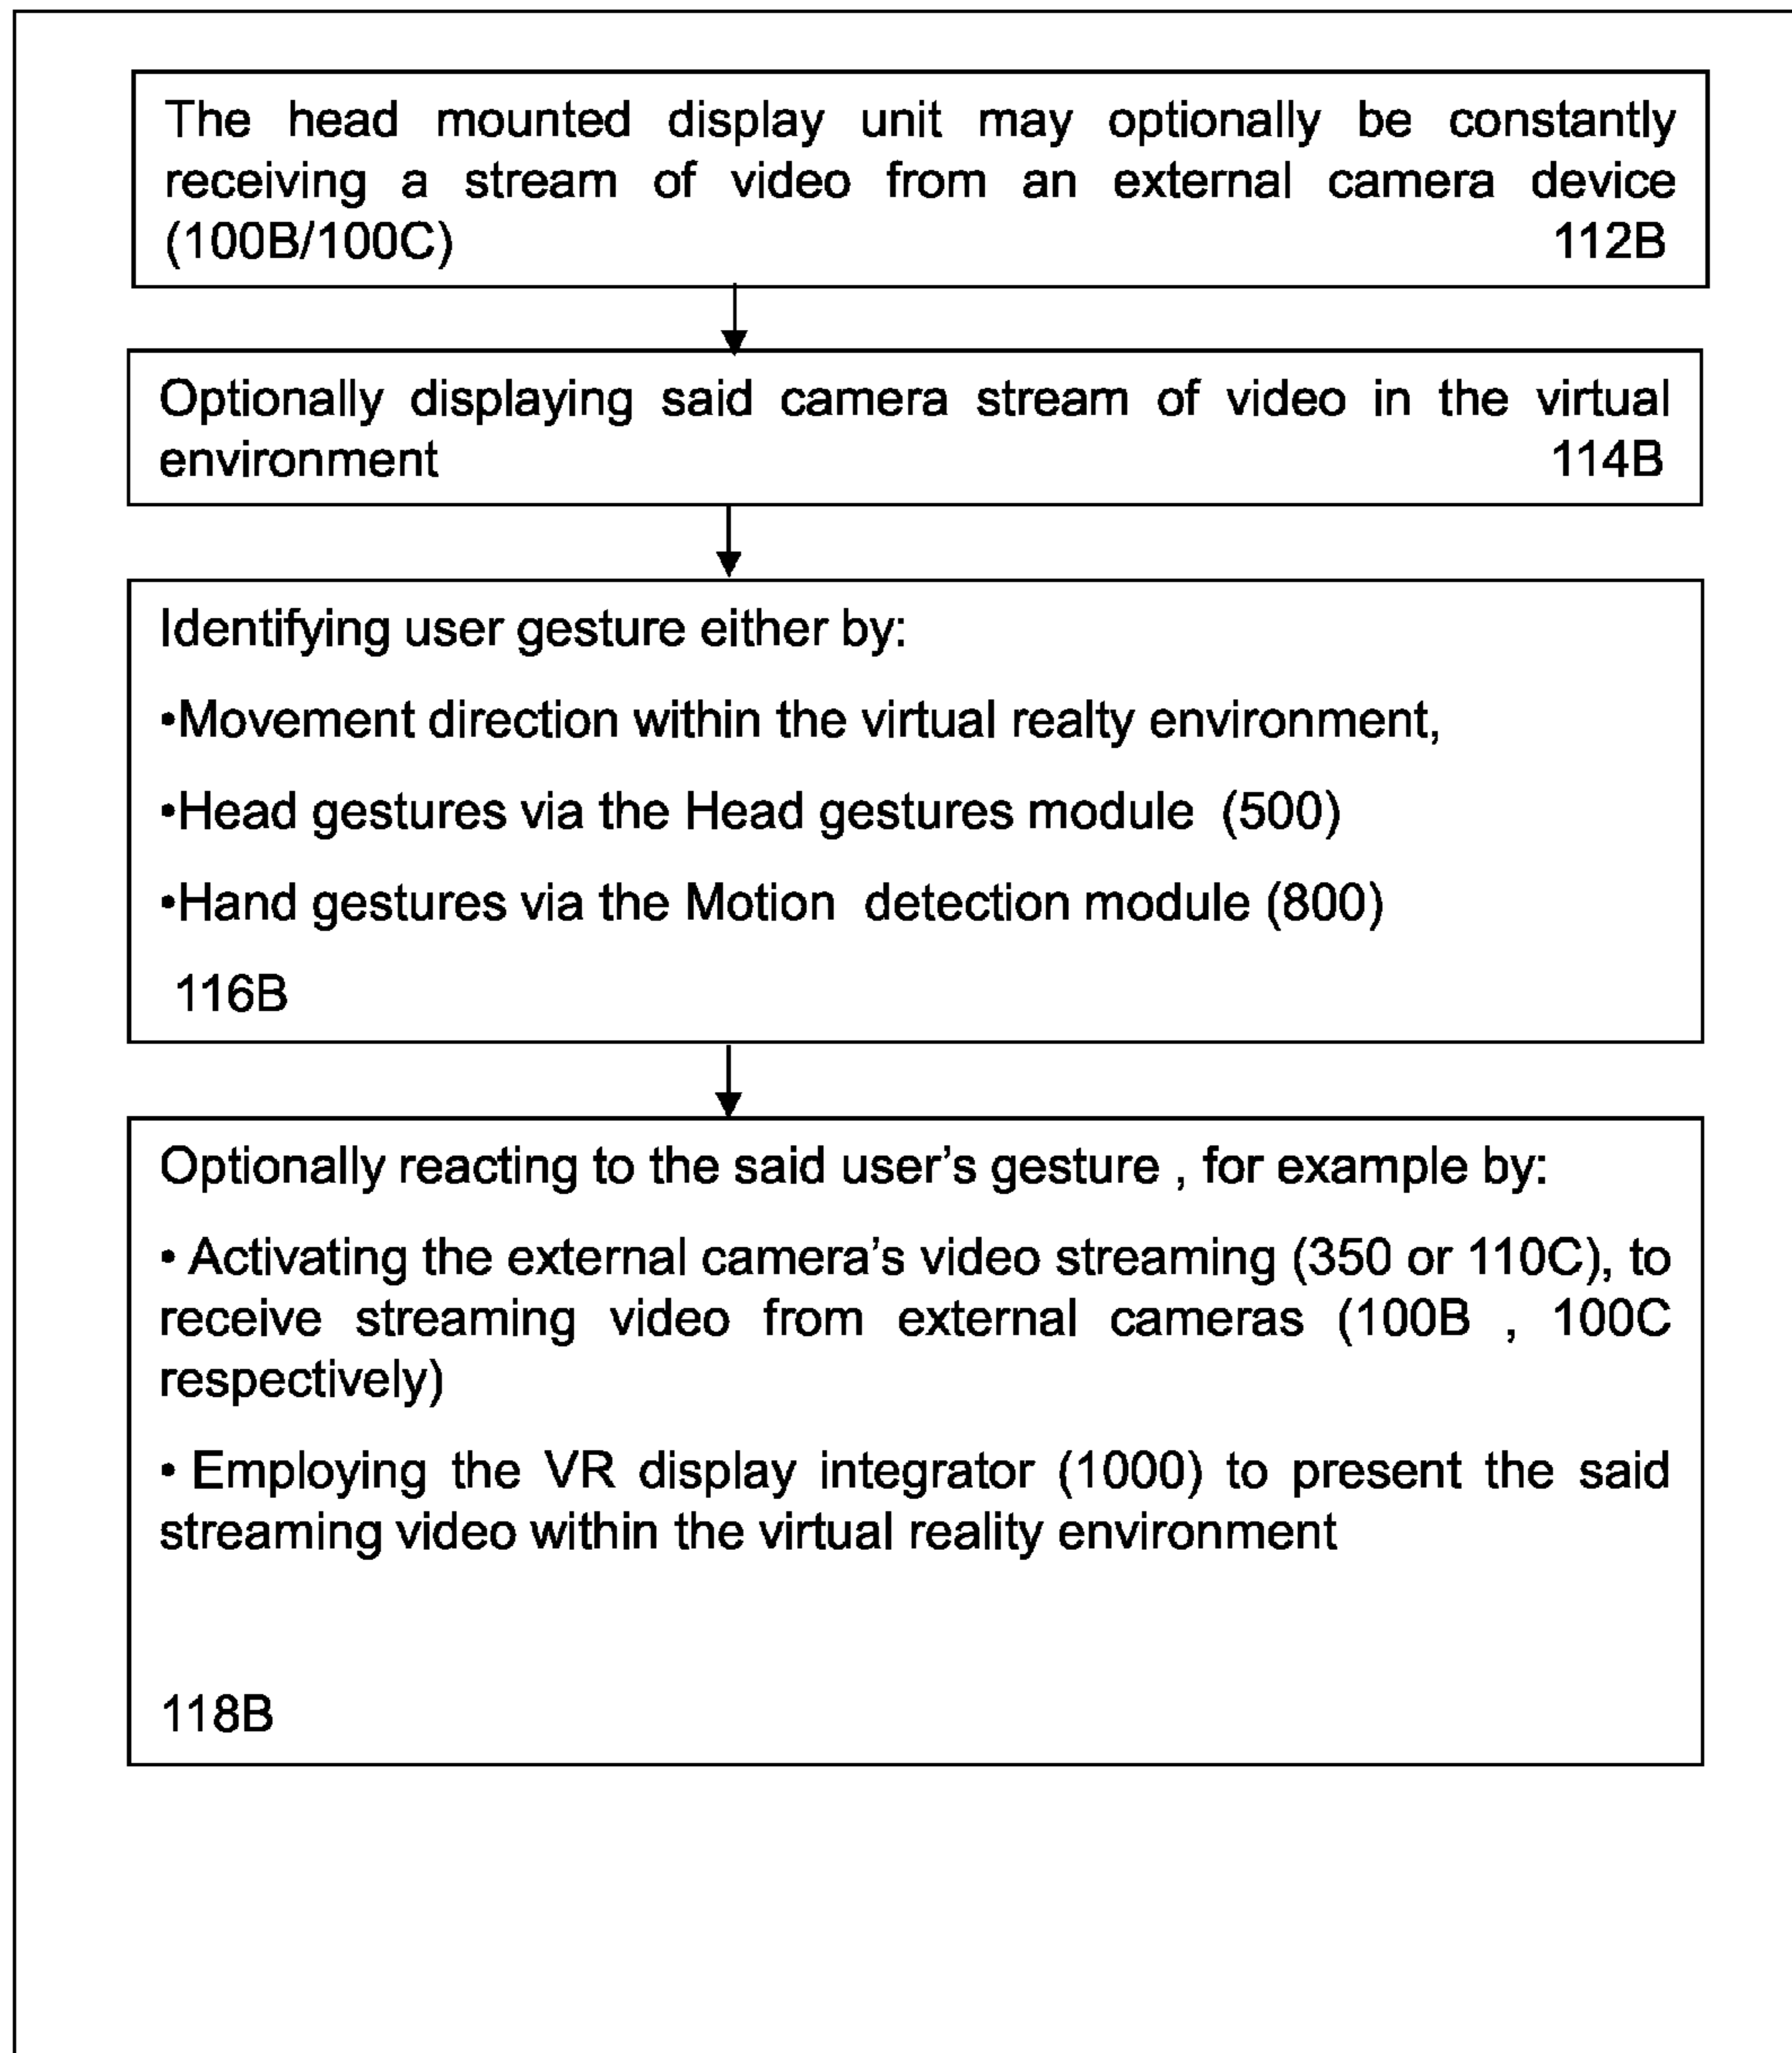 The head mounted display unit may optionally be constantly
receiving a stream of video from an external camera device
(100B/100C) 112B
Optionally displaying said camera stream of video in the virtual
environment 114B
Identifying user gesture either by:
•Movement direction within the virtual realty environment,
•Head gestures via the Head gestures module (500)
•Hand gestures via the Motion detection module (800)
116B
Optionally reacting to the said user's gesture , for example by:
• Activating the external camera's video streaming (350 or 110C), to
receive streaming video from external cameras (100B , 100C
respectively)
• Employing the VR display integrator (1000) to present the said
streaming video within the virtual reality environment
118B